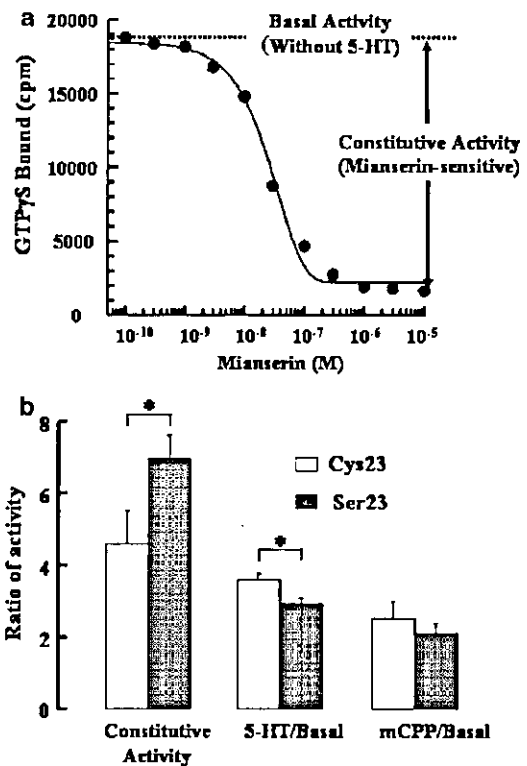 a
20000
15000
10000
5000
0
GTPγS Bound (cpm)
Basal Activity
(Without 5-HT)
Constitutive Activity
(Mianserin-sensitive)
10-10 10-9 10-8 10-7 10-6 10-5
Mianserin (M)
b
8
6
4
2
0
Ratio of activity
*
*
Cys23
Ser23
Constitutive Activity
5-HT/Basal
mCPP/Basal